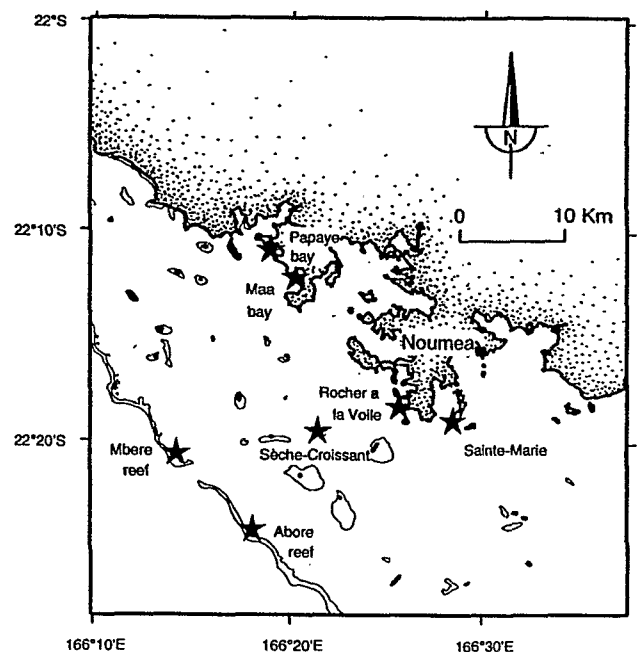 22°S
N
0 10 Km
22°10'S
Papaye
bay
Maa
bay
Noumea
Rocher a
la Voile
22°20'S
Mbere
reef
Sèche-Croissant
Sainte-Marie
Abore
reef
166°10'E 166°20'E 166°30'E